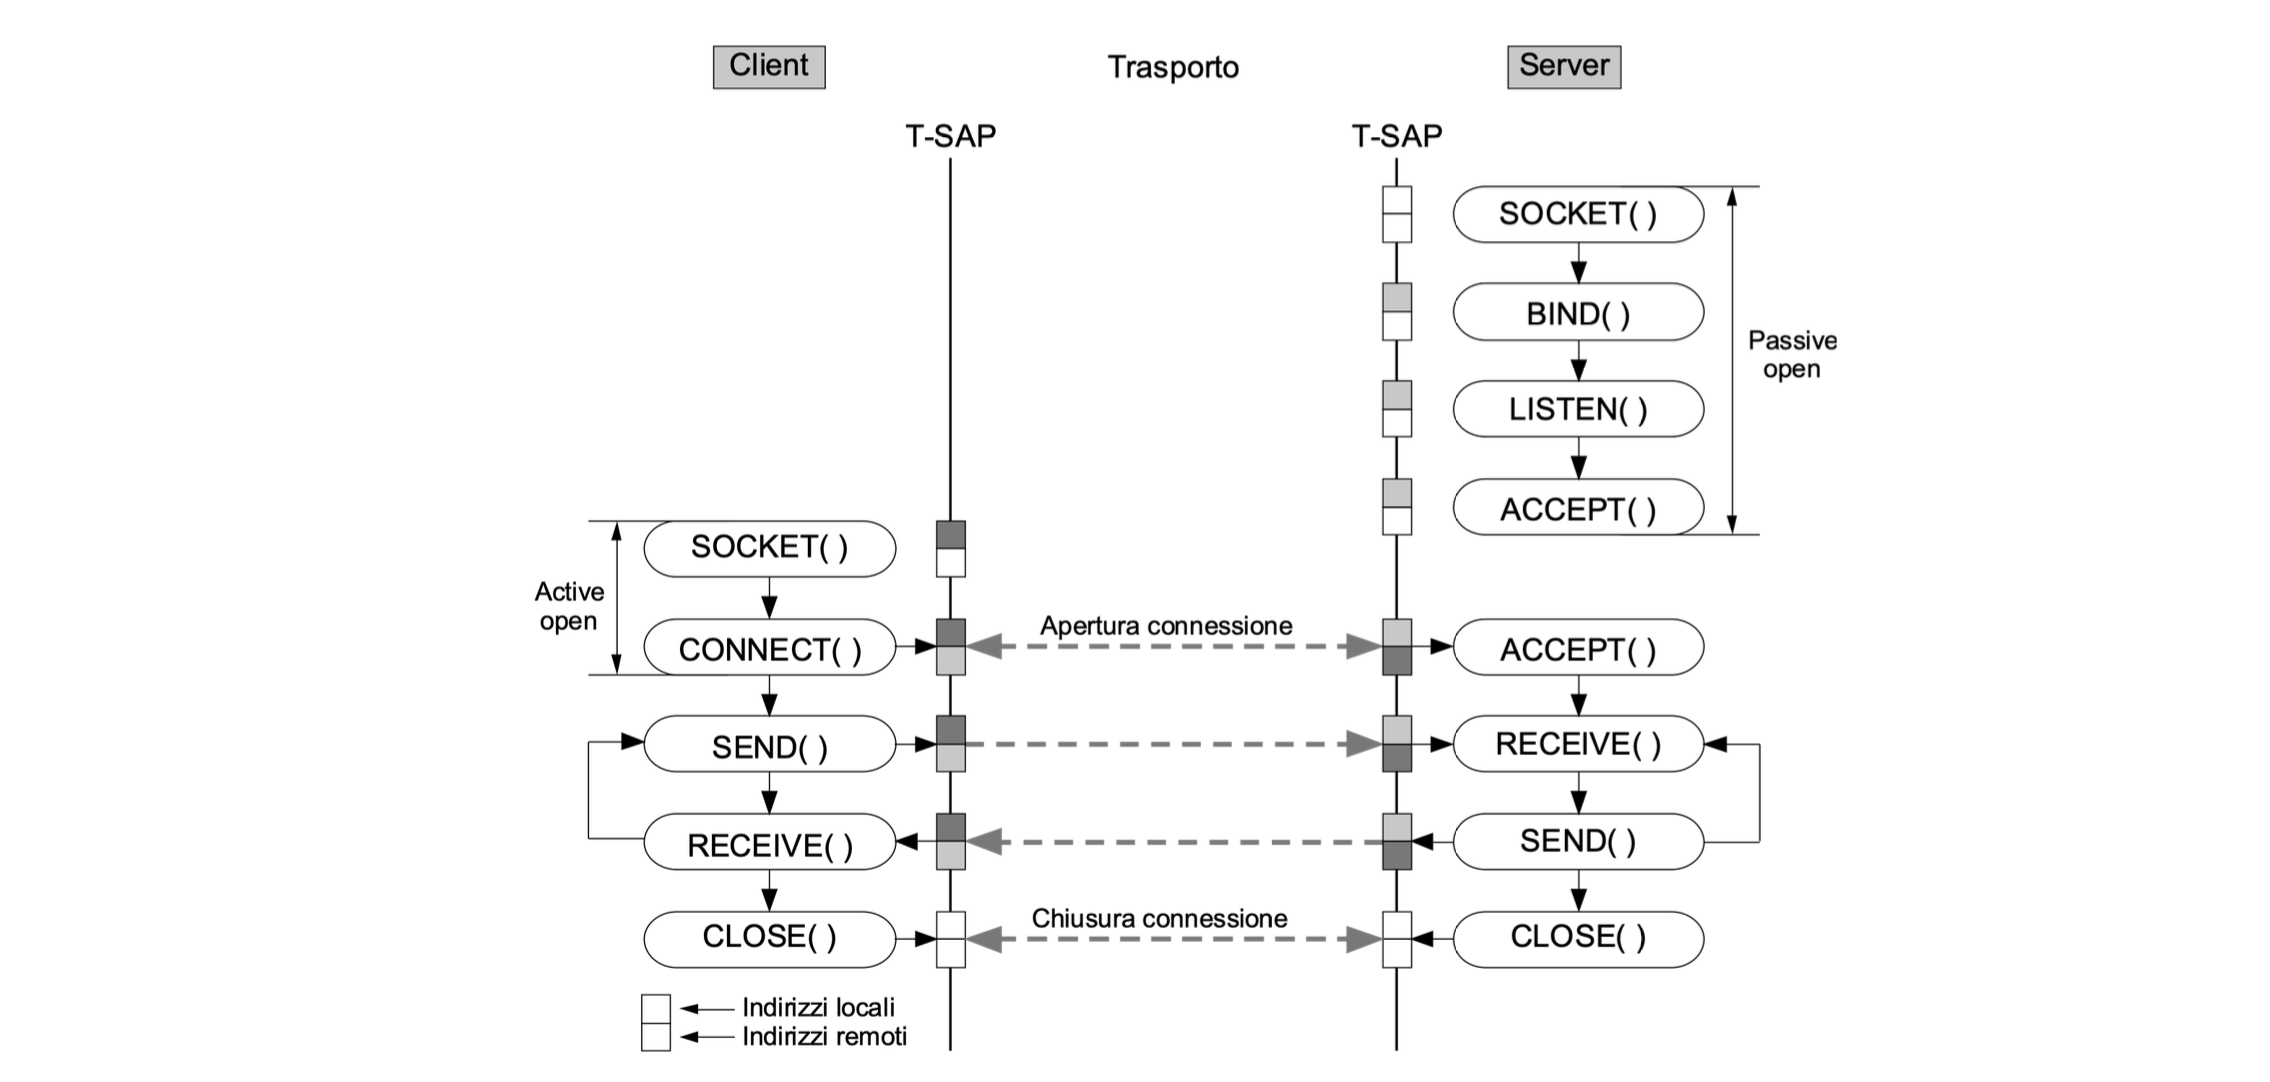 Client
Trasporto
Server
T-SAP
T-SAP
SOCKET( )
BIND( )
Passive
open
LISTEN( )
ACCEPT( )
SOCKET( )
Active
open
CONNECT( )
Apertura connessione
ACCEPT( )
SEND( )
RECEIVE( )
RECEIVE( )
SEND( )
CLOSE( )
Chiusura connessione
CLOSE( )
Indirizzi locali
Indirizzi remoti